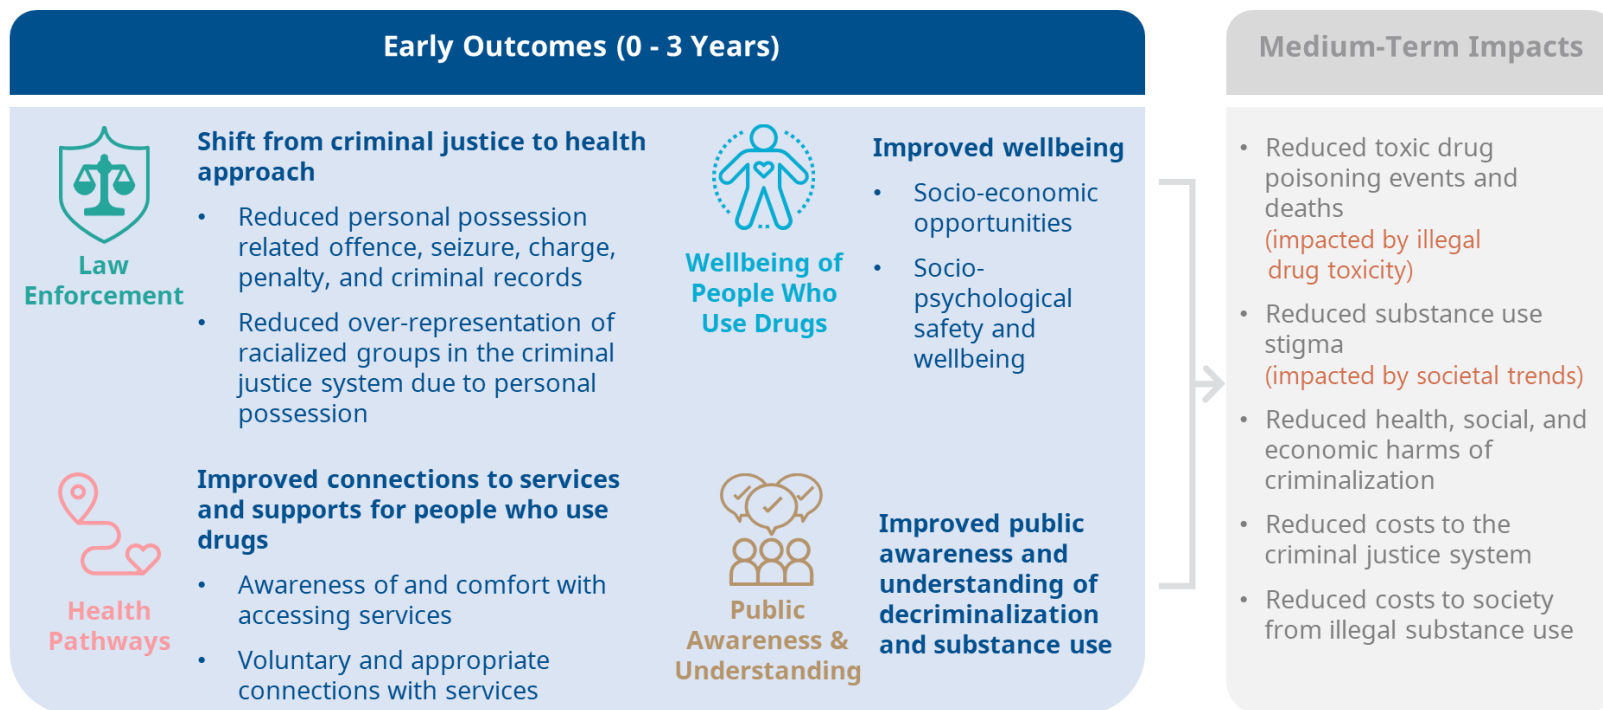 Early Outcomes (0 - 3 Years)
Law
Enforcement
Shift from criminal justice to health
approach
• Reduced personal possession
related offence, seizure, charge,
penalty, and criminal records
• Reduced over-representation of
racialized groups in the criminal
justice system due to personal
possession
Wellbeing of
People Who
Use Drugs
Improved wellbeing
• Socio-economic
opportunities
• Socio-
psychological
safety and
wellbeing
Health
Pathways
Improved connections to services
and supports for people who use
drugs
• Awareness of and comfort with
accessing services
• Voluntary and appropriate
connections with services
Public
Awareness &
Understanding
Improved public
awareness and
understanding of
decriminalization
and substance use
Medium-Term Impacts
• Reduced toxic drug
poisoning events and
deaths
(impacted by illegal
drug toxicity)
• Reduced substance use
stigma
(impacted by societal trends)
• Reduced health, social, and
economic harms of
criminalization
• Reduced costs to the
criminal justice system
• Reduced costs to society
from illegal substance use